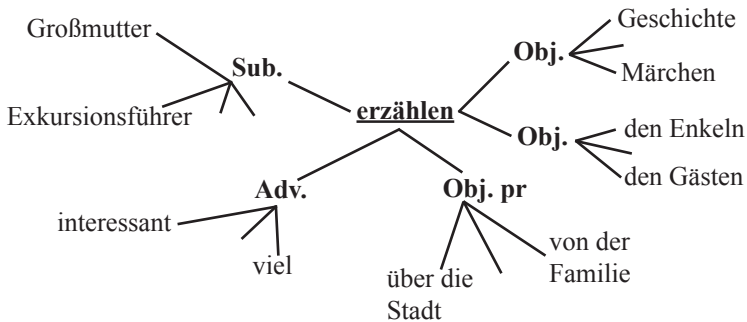 Großmutter
Geschichte
Sub.
Obj.
Märchen
Exkursionsführer
erzählen
Obj.
den Enkeln
den Gästen
Adv.
Obj. pr
interessant
viel
über die
Stadt
von der
Familie